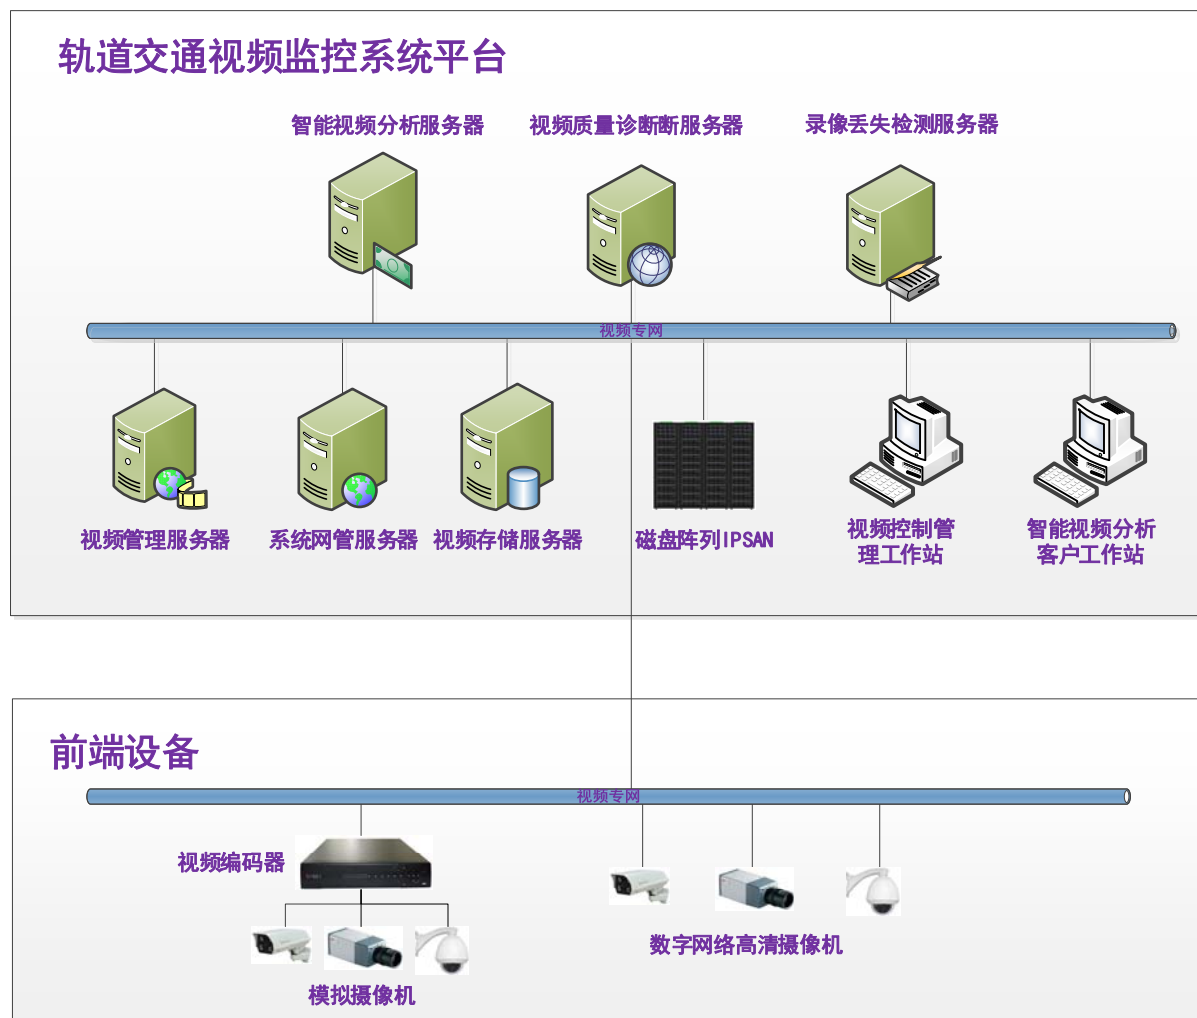 轨道交通视频监控系统平台
智能视频分析服务器
视频质量诊断断服务器
录像丢失检测服务器
视频专网
视频管理服务器
系统网管服务器
视频存储服务器
磁盘阵列IPSAN
视频控制管
理工作站
智能视频分析
客户工作站
前端设备
视频专网
视频编码器
数字网络高清摄像机
模拟摄像机